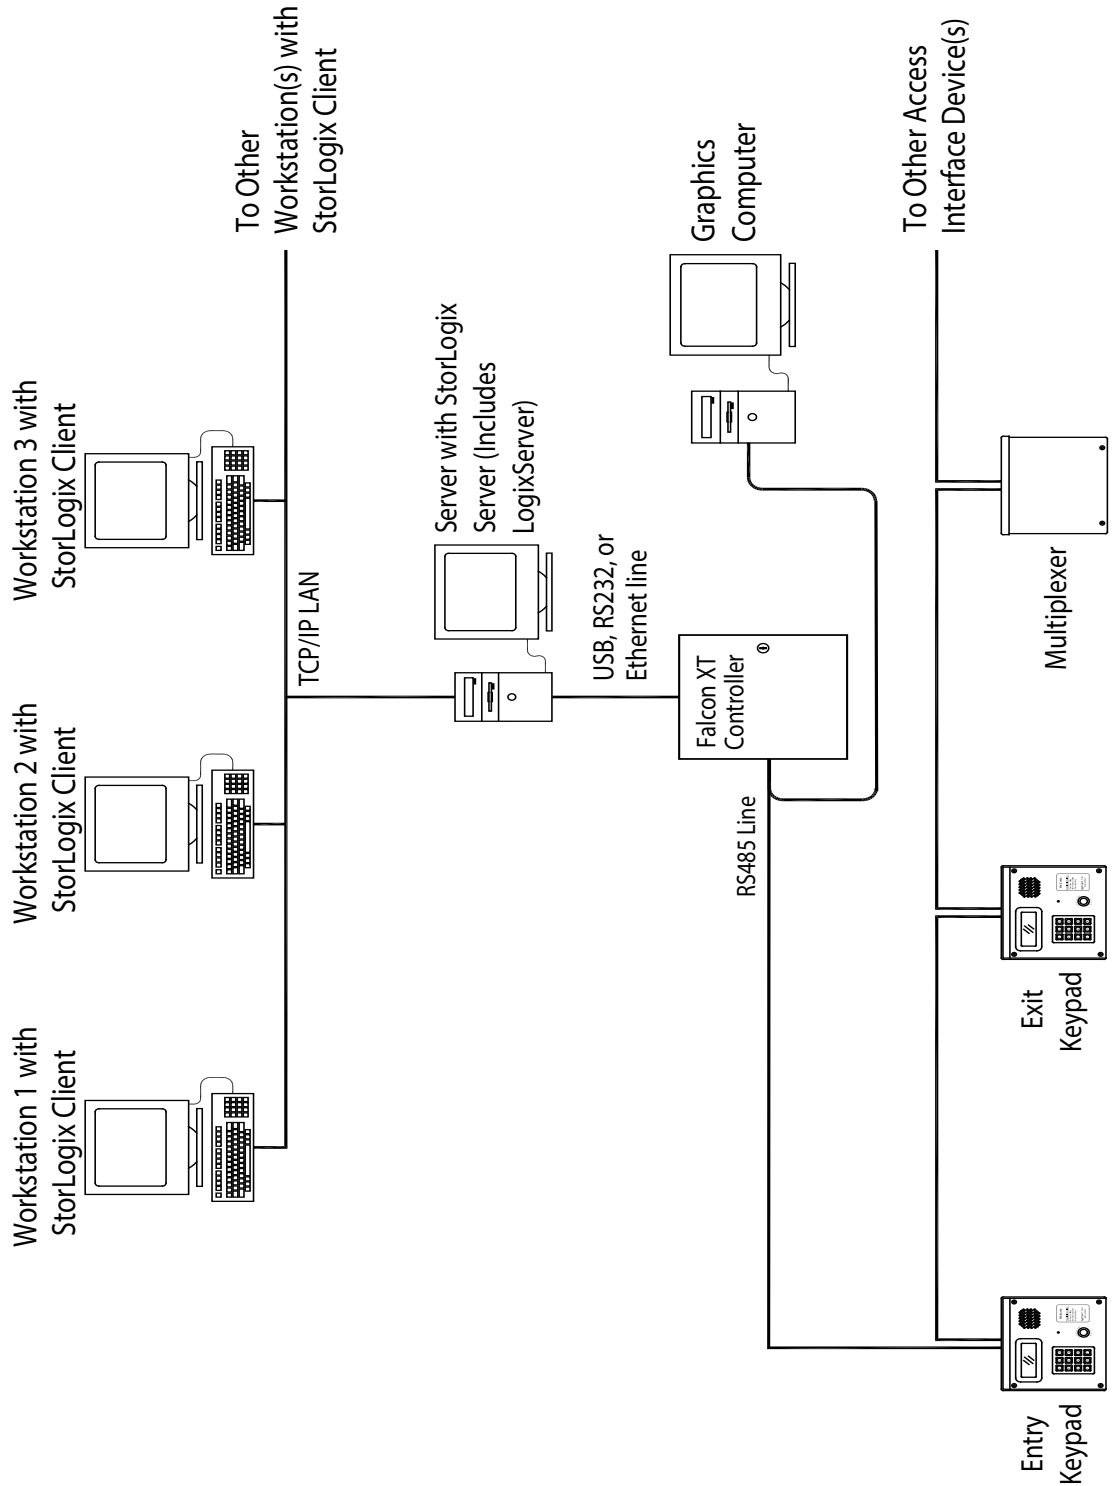 Workstation 1 with
StorLogix Client
Workstation 2 with
StorLogix Client
Workstation 3 with
StorLogix Client
To Other
Workstation(s) with
StorLogix Client
TCP/IP LAN
Server with StorLogix
Server (Includes
LogixServer)
USB, RS232, or
Ethernet line
Falcon XT
Controller
Graphics
Computer
RS485 Line
To Other Access
Interface Device(s)
Entry
Keypad
Exit
Keypad
Multiplexer